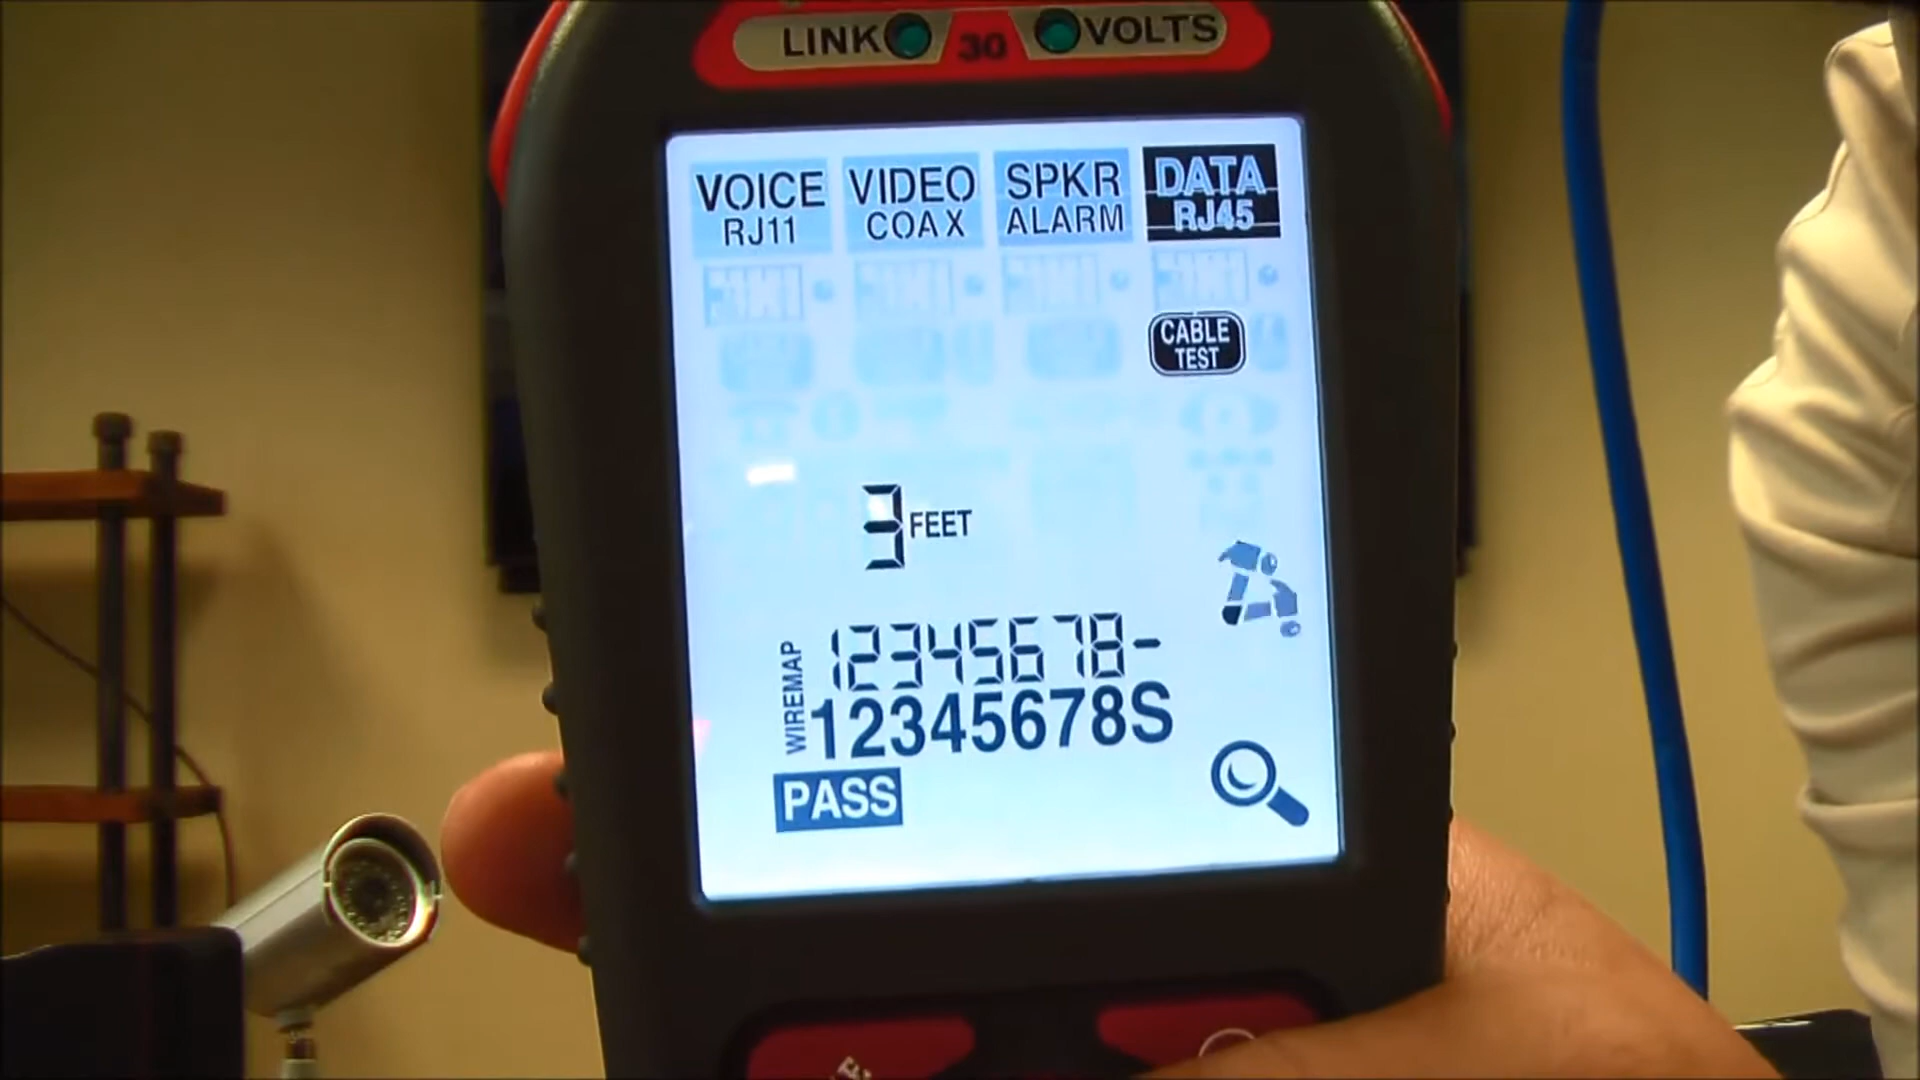 LINK 30 VOLTS
VOICE RJ11
VIDEO COAX
SPKR ALARM
DATA RJ45
CABLE TEST
3 FEET
WIREMAP
12345678-
12345678S
PASS